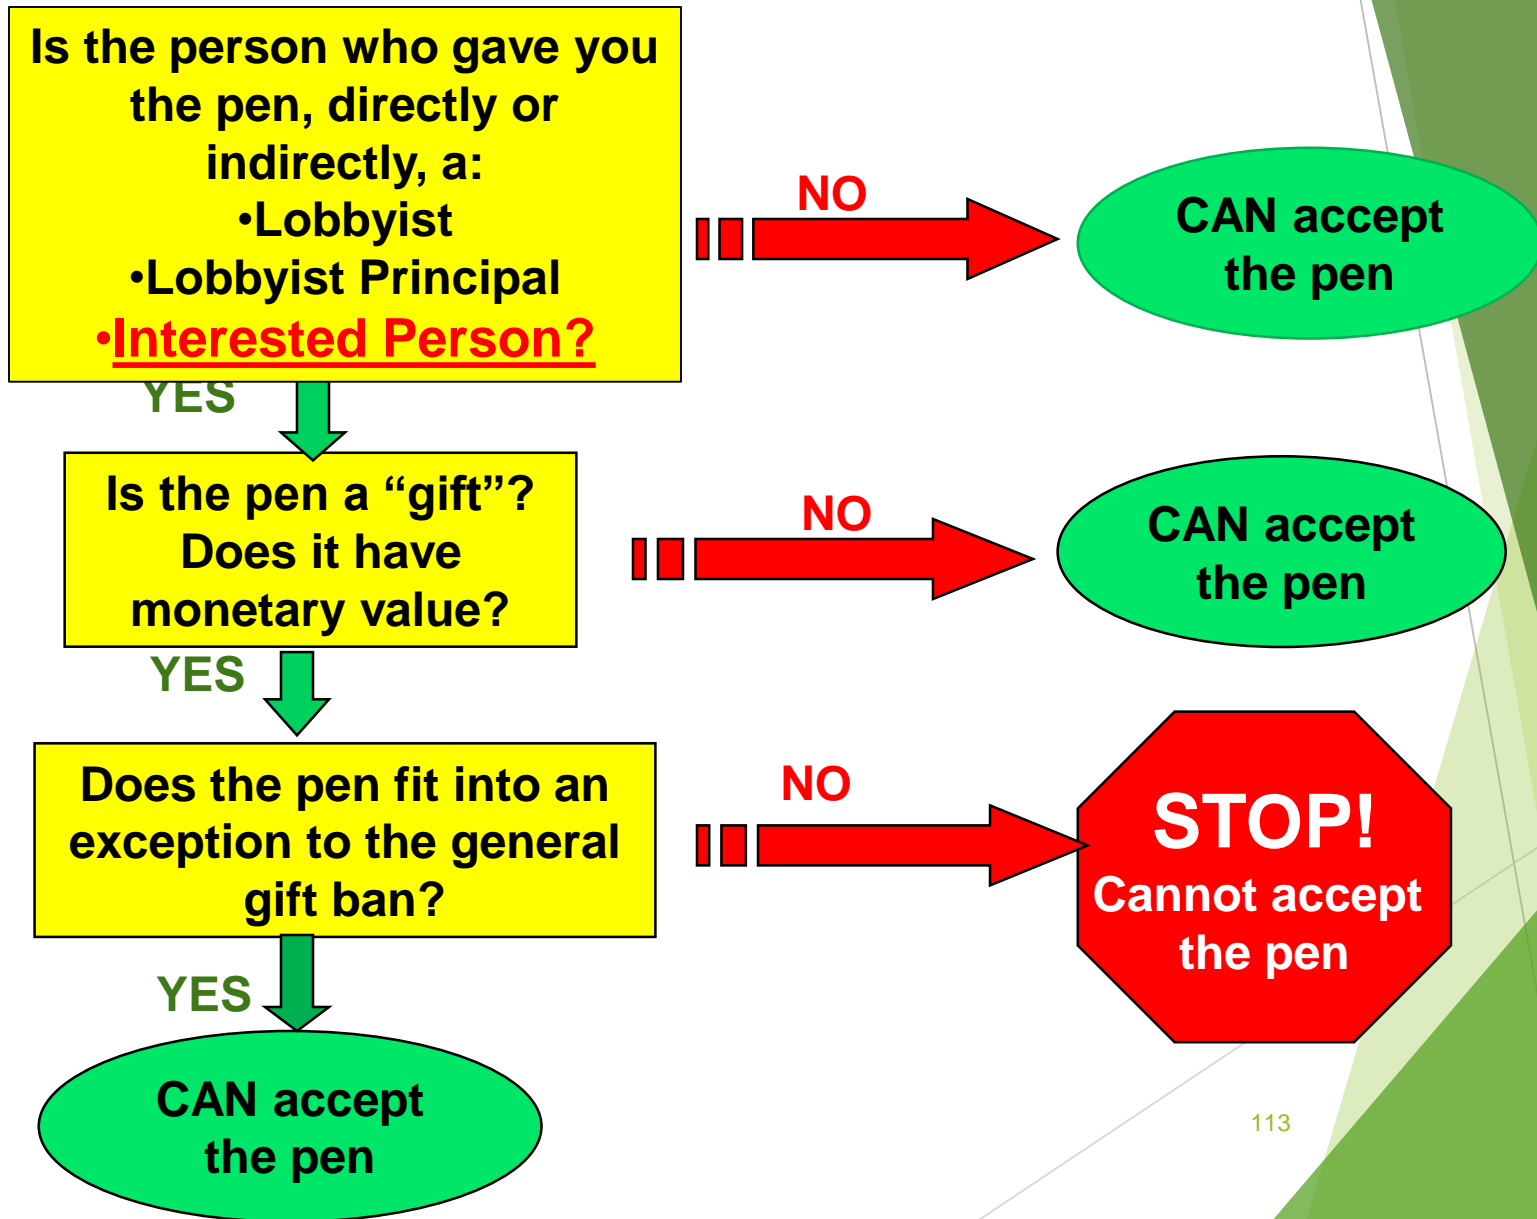 Is the person who gave you
the pen, directly or
indirectly, a:
•Lobbyist
•Lobbyist Principal
•Interested Person?
NO
CAN accept
the pen
YES
Is the pen a “gift”?
Does it have
monetary value?
NO
CAN accept
the pen
YES
Does the pen fit into an
exception to the general
gift ban?
NO
STOP!
Cannot accept
the pen
YES
CAN accept
the pen
113